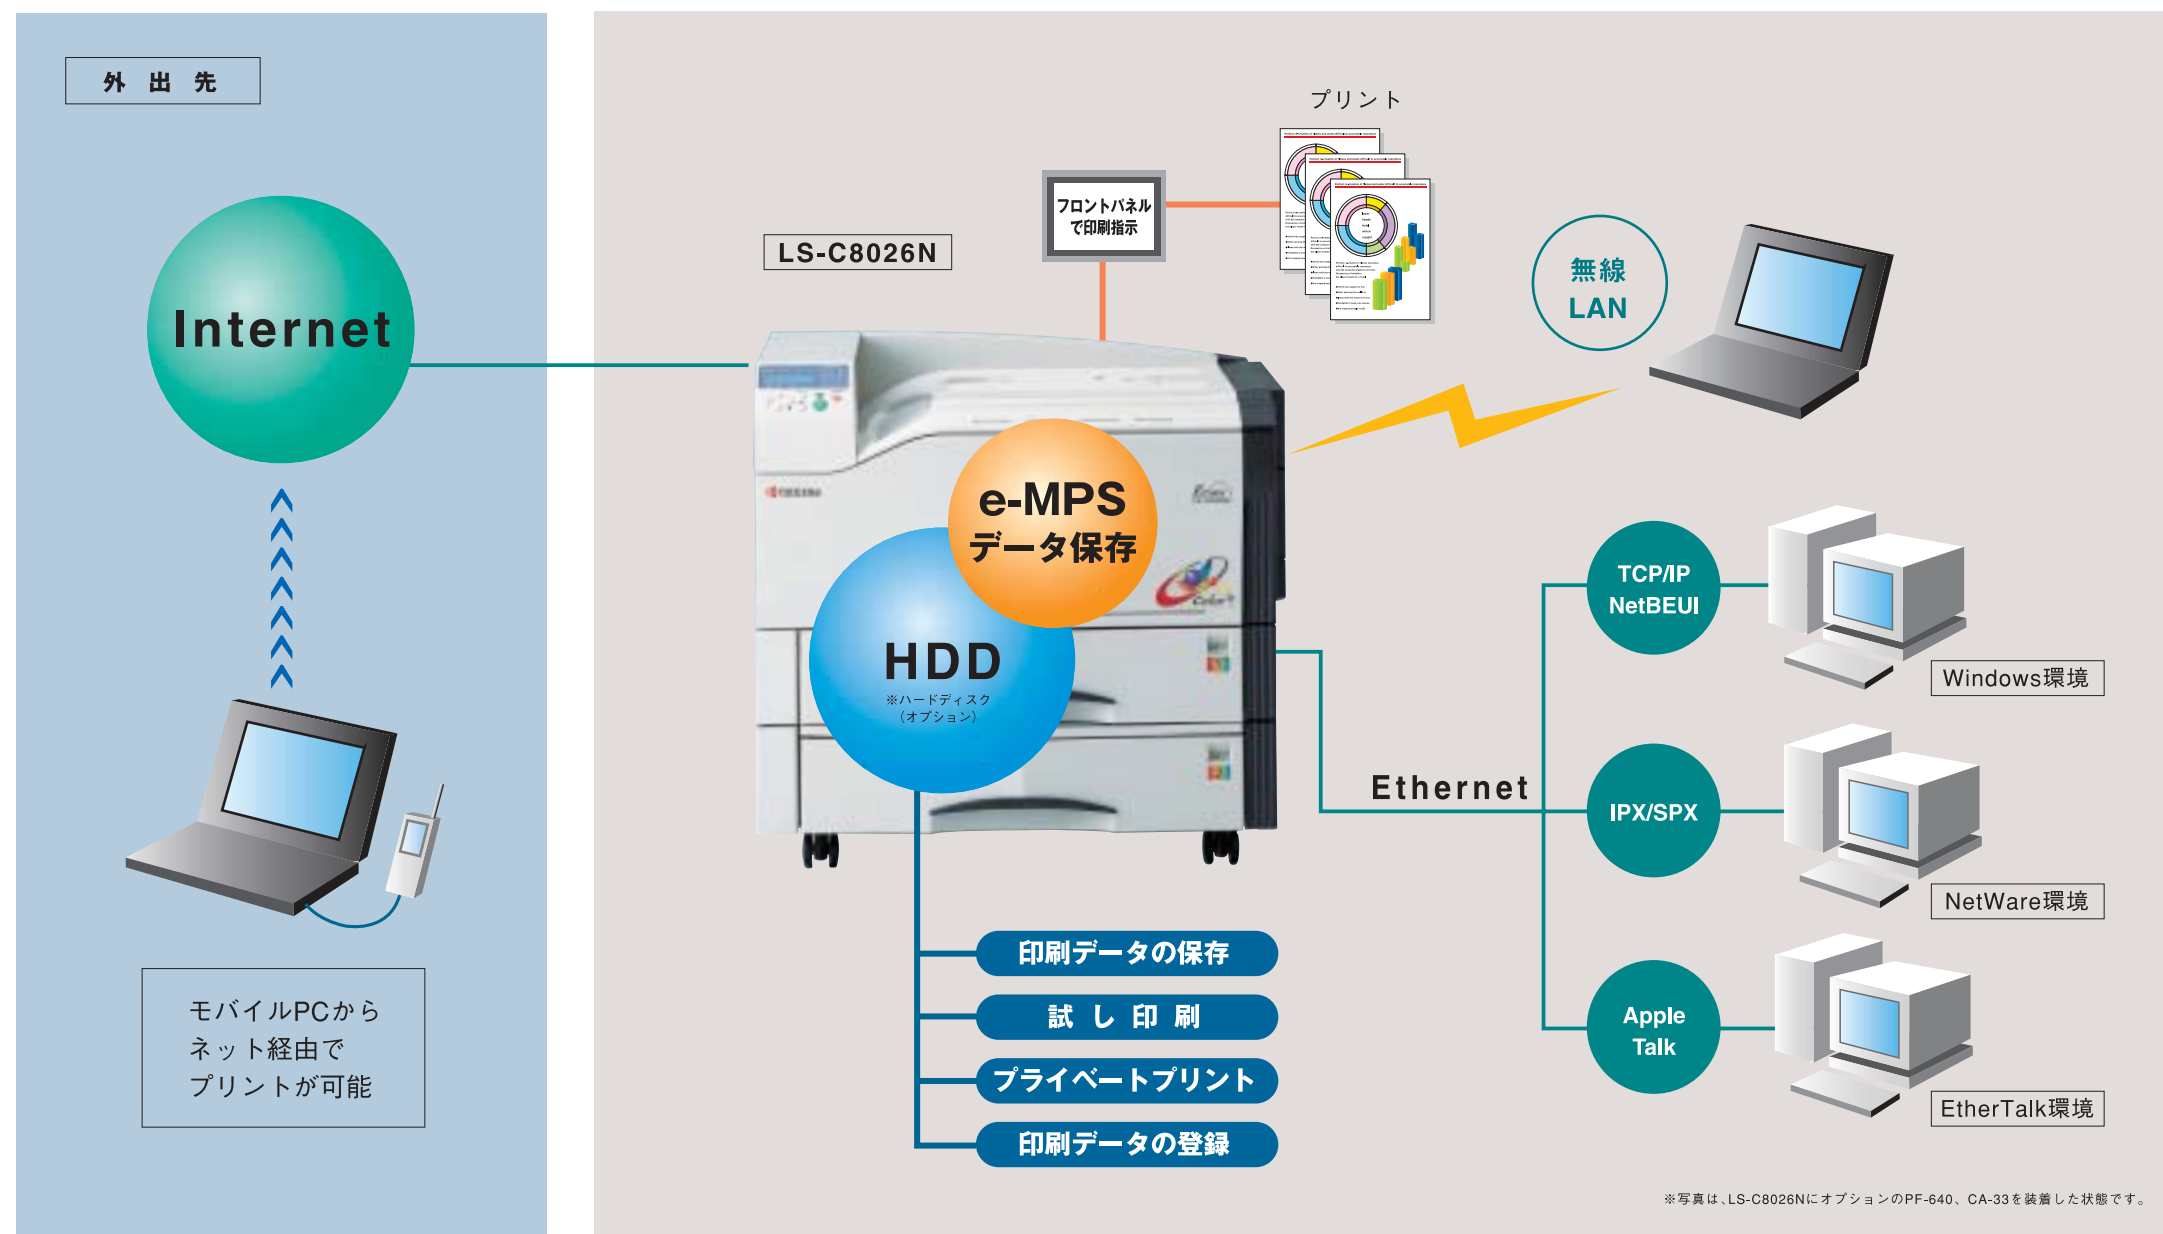 外出先
Internet
モバイルPCから
ネット経由で
プリントが可能
プリント
フロントパネル
で印刷指示
LS-C8026N
無線
LAN
KYOCERA
e-MPS
データ保存
Color
HDD
※ハードディスク
（オプション）
Ethernet
TCP/IP
NetBEUI
Windows環境
IPX/SPX
NetWare環境
Apple
Talk
EtherTalk環境
印刷データの保存
試し印刷
プライベートプリント
印刷データの登録
※写真は、LS-C8026NにオプションのPF-640、CA-33を装着した状態です。